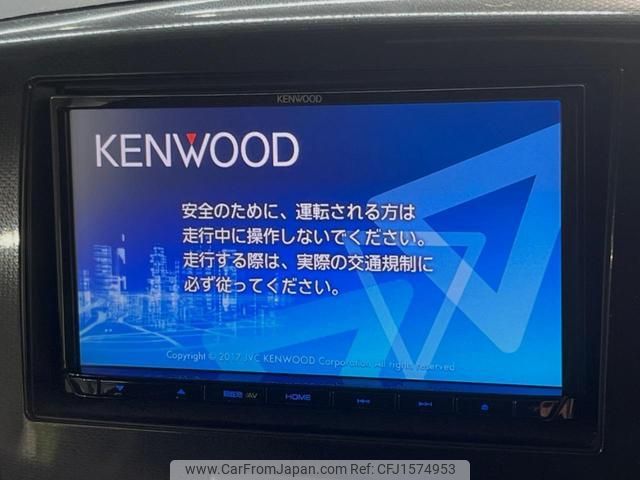 KENWOOD
KENWOOD
安全のために、運転される方は
走行中に操作しないでください。
走行する際は、実際の交通規制に
必ず従ってください。
Copyright © 2017 JVC KENWOOD Corporation All rights reserved
/AV
HOME
www.CarFromJapan.com | © CarFromJapan | ID: CFJ1574953